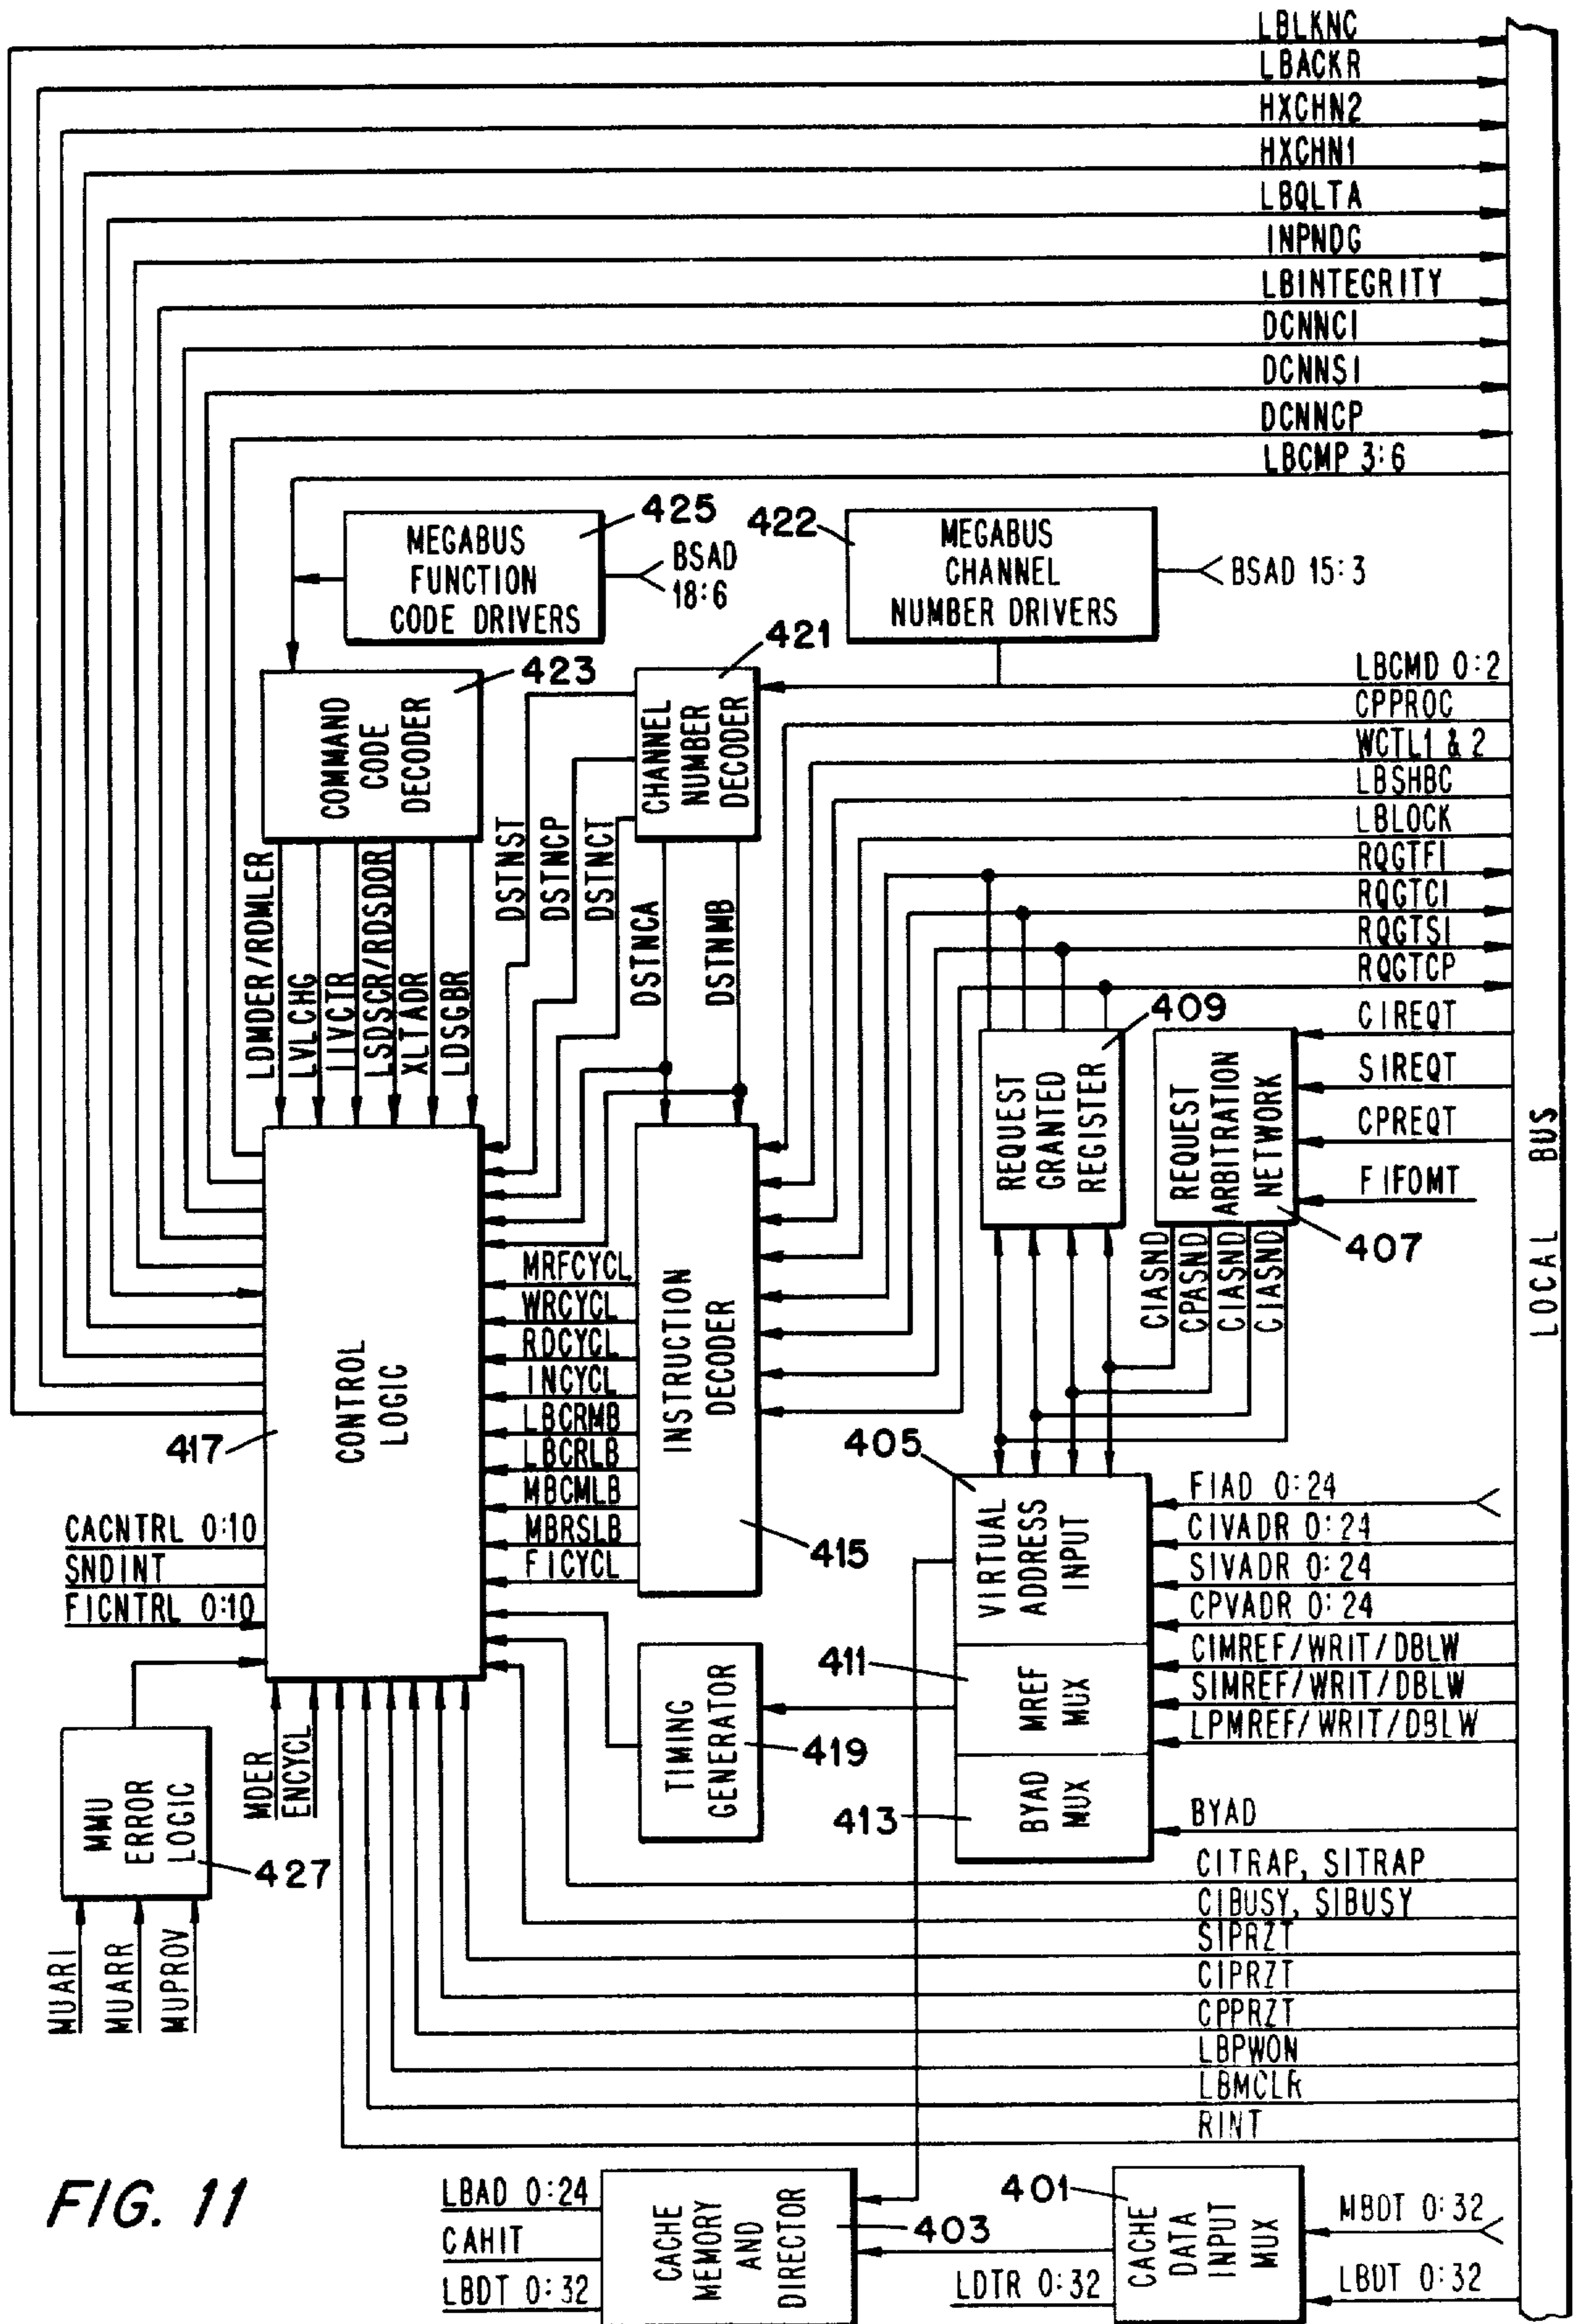 LBLKNC
LBACKR
HXCHN2
HXCHN1
LBQLTA
INPNDG
LBINTEGRITY
DCNNCI
DCNNSI
DCNNCP
LBCMP 3:6
MEGABUS
FUNCTION
CODE DRIVERS
425
BSAD
18:6
422
MEGABUS
CHANNEL
NUMBER DRIVERS
BSAD 15:3
421
423
COMMAND
CODE
DECODER
CHANNEL
NUMBER
DECODER
LBCMD 0:2
CPPROC
WCTL1 & 2
LBSHBC
LBLOCK
RQGTFI
RQGTCI
RQGTSI
RQGTCP
LDMDER/RDMLER
LVLCHG
LIVCTR
LSDSCR/RDSDOR
XLTADR
LDSGBR
DSTNST
DSTNCP
DSTNCT
DSTNCA
DSTNMB
409
REQUEST
GRANTED
REGISTER
REQUEST
ARBITRATION
NETWORK
407
CIREQT
SIREQT
CPREQT
FIFOMT
CIASND
CPASND
CIASND
CIASND
LOCAL BUS
CONTROL
LOGIC
417
MRFCYCL
WRCYCL
RDCYCL
INCYCL
LBCRMB
LBCRLB
MBCMLB
MBRSLB
FICYCL
INSTRUCTION
DECODER
415
405
VIRTUAL
ADDRESS
INPUT
FIAD 0:24
CIVADR 0:24
SIVADR 0:24
CPVADR 0:24
CIMREF/WRIT/DBLW
SIMREF/WRIT/DBLW
LPMREF/WRIT/DBLW
BYAD
411
MREF
MUX
413
BYAD
MUX
CACNTRL 0:10
SNDINT
FICNTRL 0:10
TIMING
GENERATOR
419
MMU
ERROR
LOGIC
427
MDER
ENCYCL
MUARI
MUARR
MUPROV
CITRAP, SITRAP
CIBUSY, SIBUSY
SIPRZT
CIPRZT
CPPRZT
LBPWON
LBMCLR
RINT
FIG. 11
LBAD 0:24
CAHIT
LBDT 0:32
CACHE
MEMORY
AND
DIRECTOR
403
401
LDTR 0:32
CACHE
DATA
INPUT
MUX
MBDT 0:32
LBDT 0:32